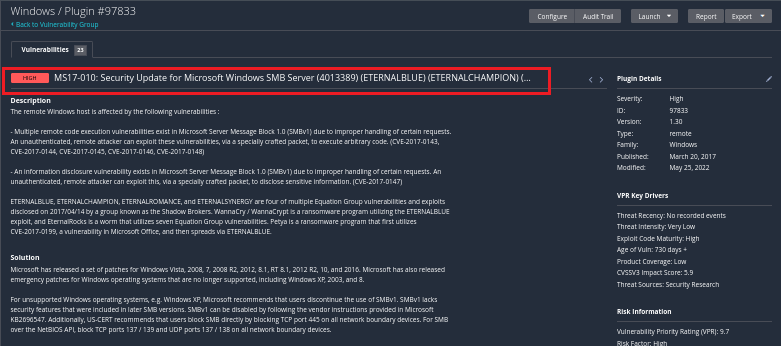 Windows / Plugin #97833
Back to Vulnerability Group
Configure
Audit Trail
Launch
Report
Export
Vulnerabilities 23
HIGH MS17-010: Security Update for Microsoft Windows SMB Server (4013389) (ETERNALBLUE) (ETERNALCHAMPION) (...
Description
The remote Windows host is affected by the following vulnerabilities :
- Multiple remote code execution vulnerabilities exist in Microsoft Server Message Block 1.0 (SMBv1) due to improper handling of certain requests.
An unauthenticated, remote attacker can exploit these vulnerabilities, via a specially crafted packet, to execute arbitrary code. (CVE-2017-0143,
CVE-2017-0144, CVE-2017-0145, CVE-2017-0146, CVE-2017-0148)
- An information disclosure vulnerability exists in Microsoft Server Message Block 1.0 (SMBv1) due to improper handling of certain requests. An
unauthenticated, remote attacker can exploit this, via a specially crafted packet, to disclose sensitive information. (CVE-2017-0147)
ETERNALBLUE, ETERNALCHAMPION, ETERNALROMANCE, and ETERNALSYNERGY are four of multiple Equation Group vulnerabilities and exploits
disclosed on 2017/04/14 by a group known as the Shadow Brokers. WannaCry / WannaCrypt is a ransomware program utilizing the ETERNALBLUE
exploit, and EternalRocks is a worm that utilizes seven Equation Group vulnerabilities. Petya is a ransomware program that first utilizes
CVE-2017-0199, a vulnerability in Microsoft Office, and then spreads via ETERNALBLUE.
Solution
Microsoft has released a set of patches for Windows Vista, 2008, 7, 2008 R2, 2012, 8.1, RT 8.1, 2012 R2, 10, and 2016. Microsoft has also released
emergency patches for Windows operating systems that are no longer supported, including Windows XP, 2003, and 8.
For unsupported Windows operating systems, e.g. Windows XP, Microsoft recommends that users discontinue the use of SMBv1. SMBv1 lacks
security features that were included in later SMB versions. SMBv1 can be disabled by following the vendor instructions provided in Microsoft
KB2696547. Additionally, US-CERT recommends that users block SMB directly by blocking TCP port 445 on all network boundary devices. For SMB
over the NetBIOS API, block TCP ports 137 / 139 and UDP ports 137 / 138 on all network boundary devices.
Plugin Details
Severity: High
ID: 97833
Version: 1.30
Type: remote
Family: Windows
Published: March 20, 2017
Modified: May 25, 2022
VPR Key Drivers
Threat Recency: No recorded events
Threat Intensity: Very Low
Exploit Code Maturity: High
Age of Vuln: 730 days +
Product Coverage: Low
CVSSV3 Impact Score: 5.9
Threat Sources: Security Research
Risk Information
Vulnerability Priority Rating (VPR): 9.7
Risk Factor: High